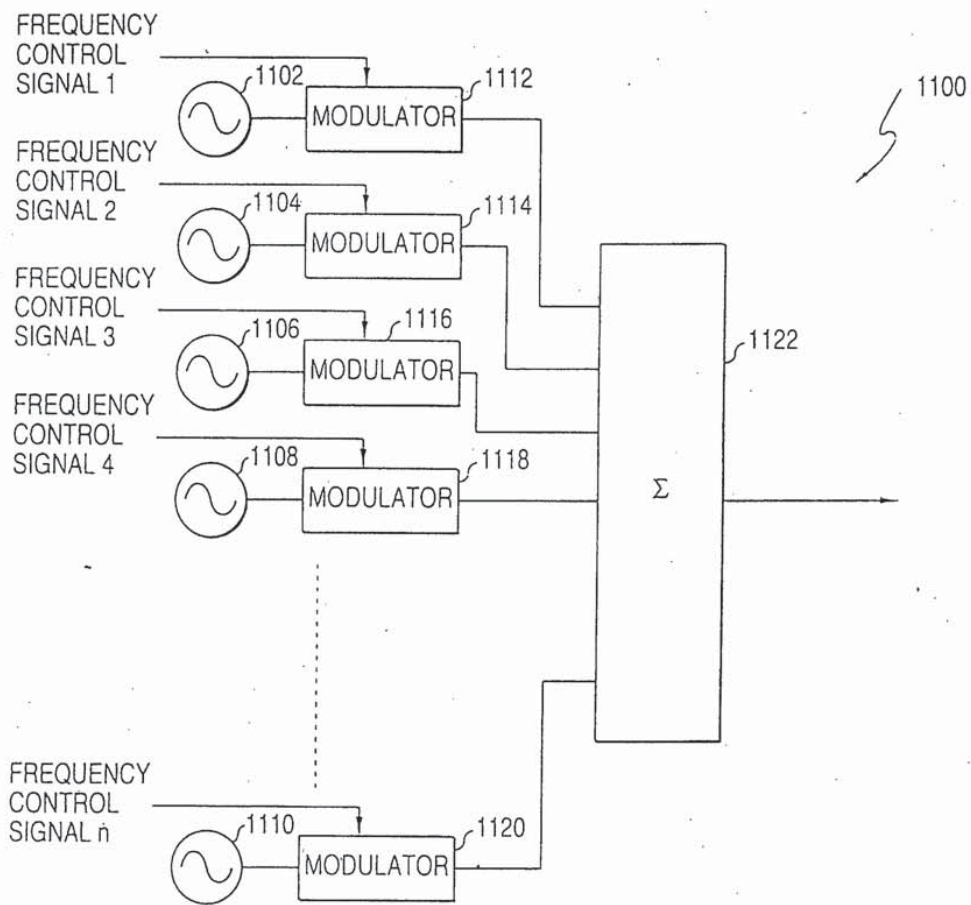 FREQUENCY
CONTROL
SIGNAL 1
1102
1112
MODULATOR
1100
FREQUENCY
CONTROL
SIGNAL 2
1104
1114
MODULATOR
FREQUENCY
CONTROL
SIGNAL 3
1106
1116
MODULATOR
1122
FREQUENCY
CONTROL
SIGNAL 4
1108
1118
MODULATOR
Σ
FREQUENCY
CONTROL
SIGNAL n
1110
1120
MODULATOR